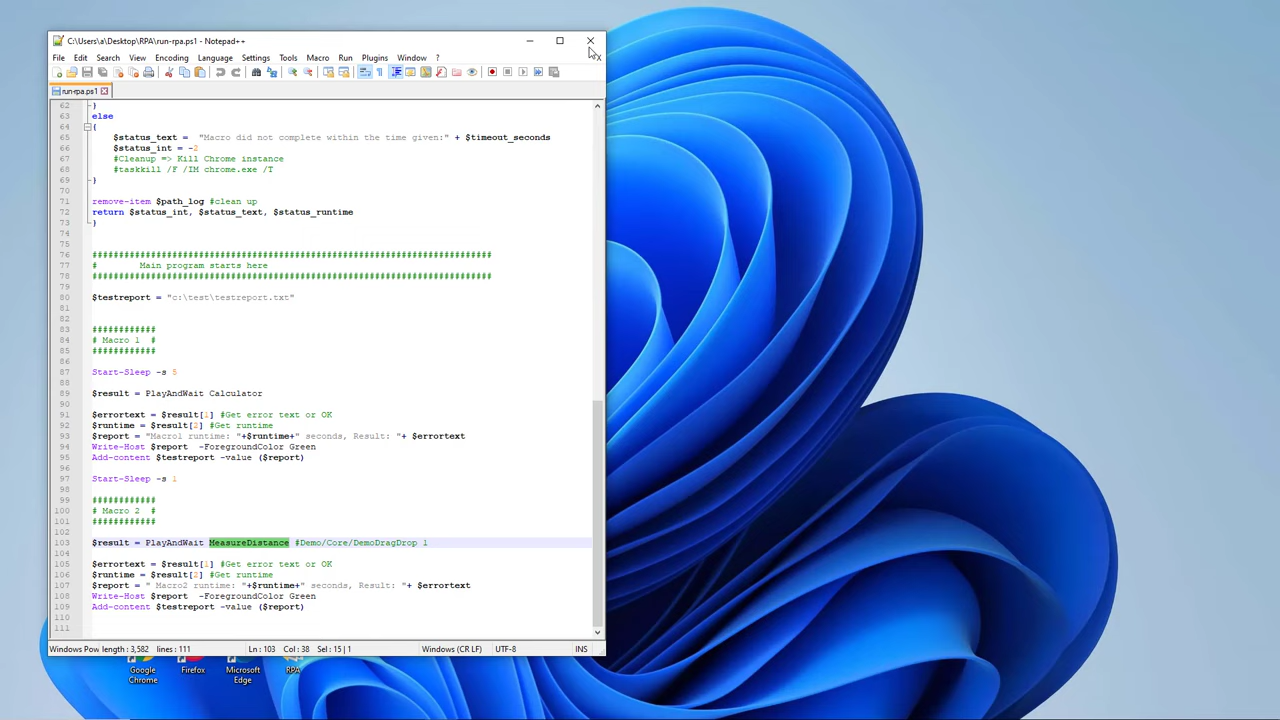 C:\Users\a\Desktop\RPA\run-rpa.ps1 - Notepad++
File Edit Search View Encoding Language Settings Tools Macro Run Plugins Window ? X
run-rpa.ps1
62 }
63 else
64 {
65 $status_text = "Macro did not complete within the time given:" + $timeout_seconds
66 $status_int = -2
67 #Cleanup => Kill Chrome instance
68 #taskkill /F /IM chrome.exe /T
69 }
70
71 remove-item $path_log #clean up
72 return $status_int, $status_text, $status_runtime
73 }
74
75
76 ###########################################################################
77 # Main program starts here
78 ###########################################################################
79
80 $testreport = "c:\test\testreport.txt"
81
82
83 ############
84 # Macro 1 #
85 ############
86
87 Start-Sleep -s 5
88
89 $result = PlayAndWait Calculator
90
91 $errortext = $result[1] #Get error text or OK
92 $runtime = $result[2] #Get runtime
93 $report = "Macro1 runtime: "+$runtime+" seconds, Result: "+ $errortext
94 Write-Host $report -ForegroundColor Green
95 Add-content $testreport -value ($report)
96
97 Start-Sleep -s 1
98
99 ############
100 # Macro 2 #
101 ############
102
103 $result = PlayAndWait MeasureDistance #Demo/Core/DemoDragDrop 1
104
105 $errortext = $result[1] #Get error text or OK
106 $runtime = $result[2] #Get runtime
107 $report = " Macro2 runtime: "+$runtime+" seconds, Result: "+ $errortext
108 Write-Host $report -ForegroundColor Green
109 Add-content $testreport -value ($report)
110
111
Windows Pow length : 3,582 lines : 111 Ln : 103 Col : 38 Sel : 15 | 1 Windows (CR LF) UTF-8 INS
Google Chrome
Firefox
Microsoft Edge
RPA